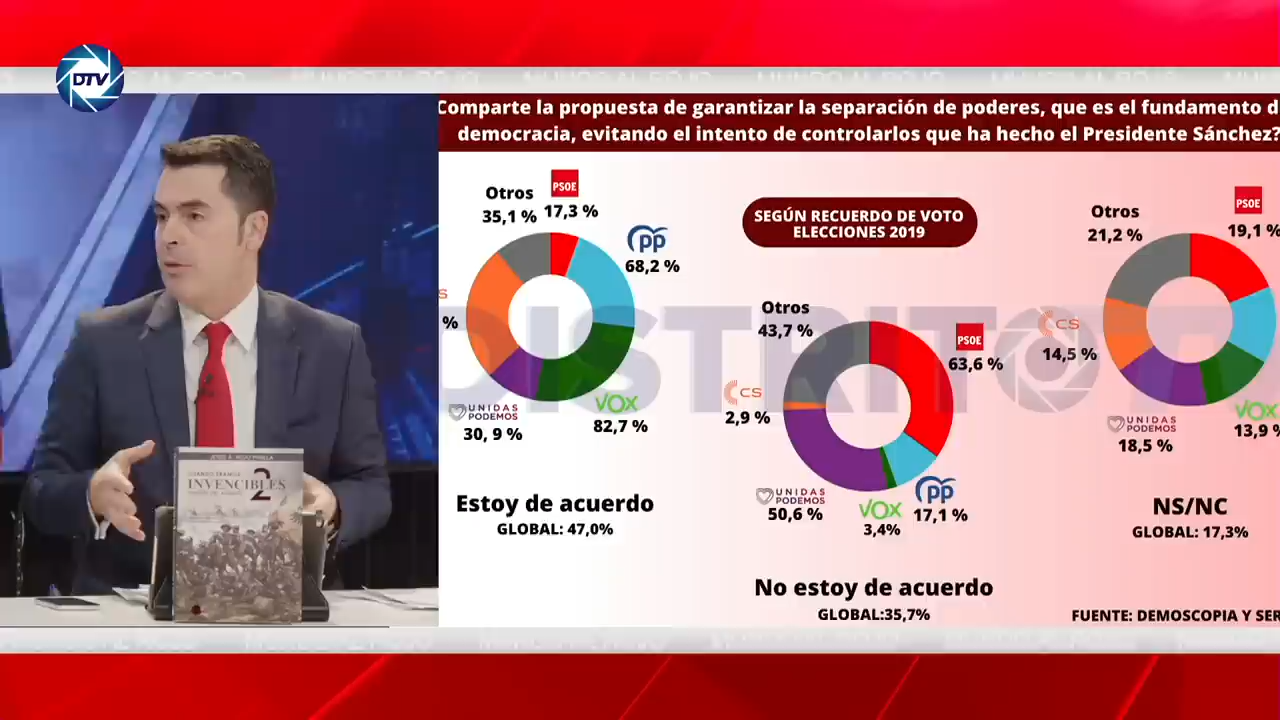 DTV
Comparte la propuesta de garantizar la separación de poderes, que es el fundamento d
democracia, evitando el intento de controlarlos que ha hecho el Presidente Sánchez?
SEGÚN RECUERDO DE VOTO
ELECCIONES 2019
Otros
35,1 %
PSOE
17,3 %
PP
68,2 %
S
%
UNIDAS
PODEMOS
30, 9 %
VOX
82,7 %
Estoy de acuerdo
GLOBAL: 47,0%
Otros
43,7 %
PSOE
63,6 %
CS
2,9 %
UNIDAS
PODEMOS
50,6 %
VOX
3,4%
PP
17,1 %
No estoy de acuerdo
GLOBAL:35,7%
Otros
21,2 %
PSOE
19,1 %
CS
14,5 %
UNIDAS
PODEMOS
18,5 %
VOX
13,9 %
NS/NC
GLOBAL: 17,3%
FUENTE: DEMOSCOPIA Y SER
DISTRITO
INVENCIBLES
2